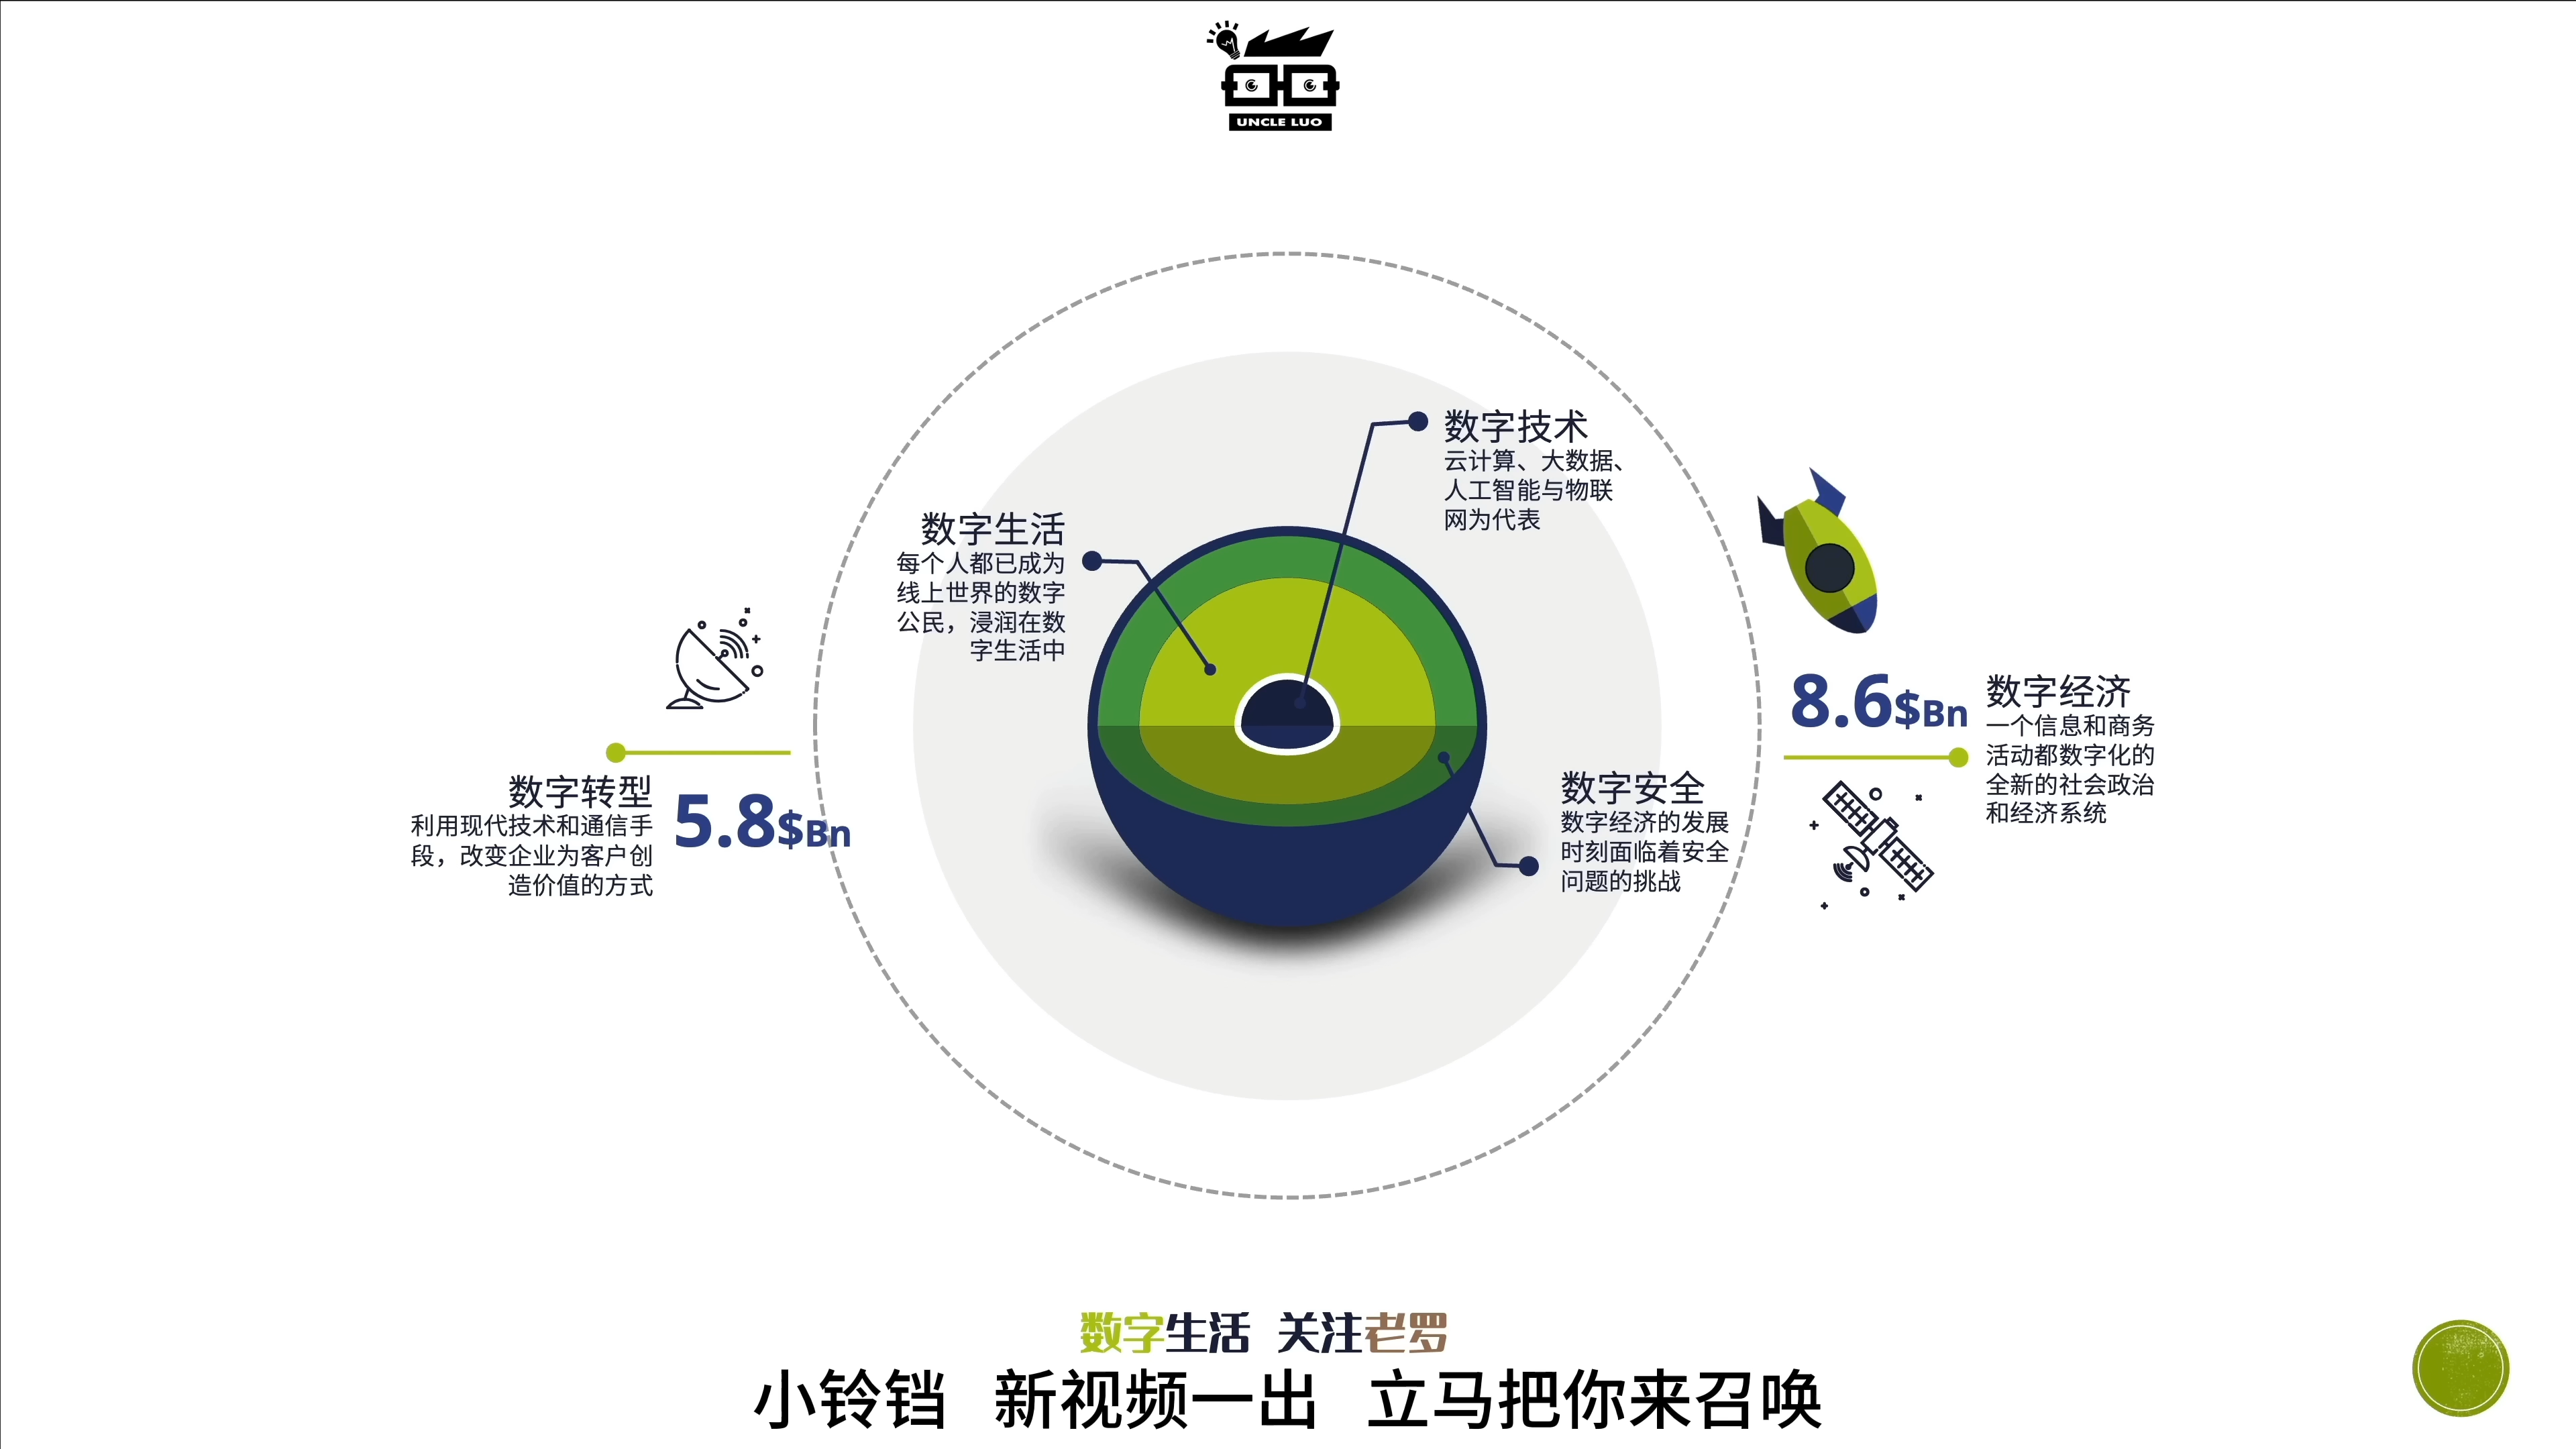 UNCLE LUO
数字技术
云计算、大数据、
人工智能与物联
网为代表
数字生活
每个人都已成为
线上世界的数字
公民，浸润在数
字生活中
8.6$Bn
数字经济
一个信息和商务
活动都数字化的
全新的社会政治
和经济系统
数字转型
利用现代技术和通信手
段，改变企业为客户创
造价值的方式
5.8$Bn
数字安全
数字经济的发展
时刻面临着安全
问题的挑战
数字生活 关注老罗
小铃铛 新视频一出 立马把你来召唤